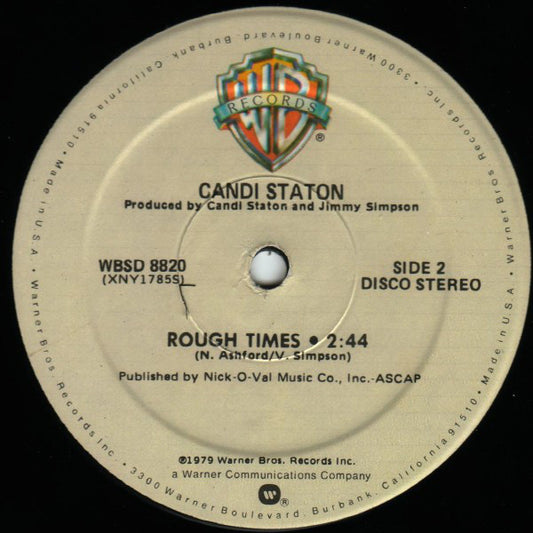 WB
RECORDS
®
CANDI STATON
Produced by Candi Staton and Jimmy Simpson
WBSD 8820
(XNY1785S)
SIDE 2
DISCO STEREO
ROUGH TIMES • 2:44
(N. Ashford/V. Simpson)
Published by Nick-O-Val Music Co., Inc.-ASCAP
℗1979 Warner Bros. Records Inc.
a Warner Communications Company
W®
Warner Bros. Records Inc. • 3300 Warner Boulevard, Burbank, California 91510 • Made in U.S.A. • Warner Bros. Records Inc. • 3300 Warner Boulevard, Burbank, California 91510 • Made in U.S.A. •